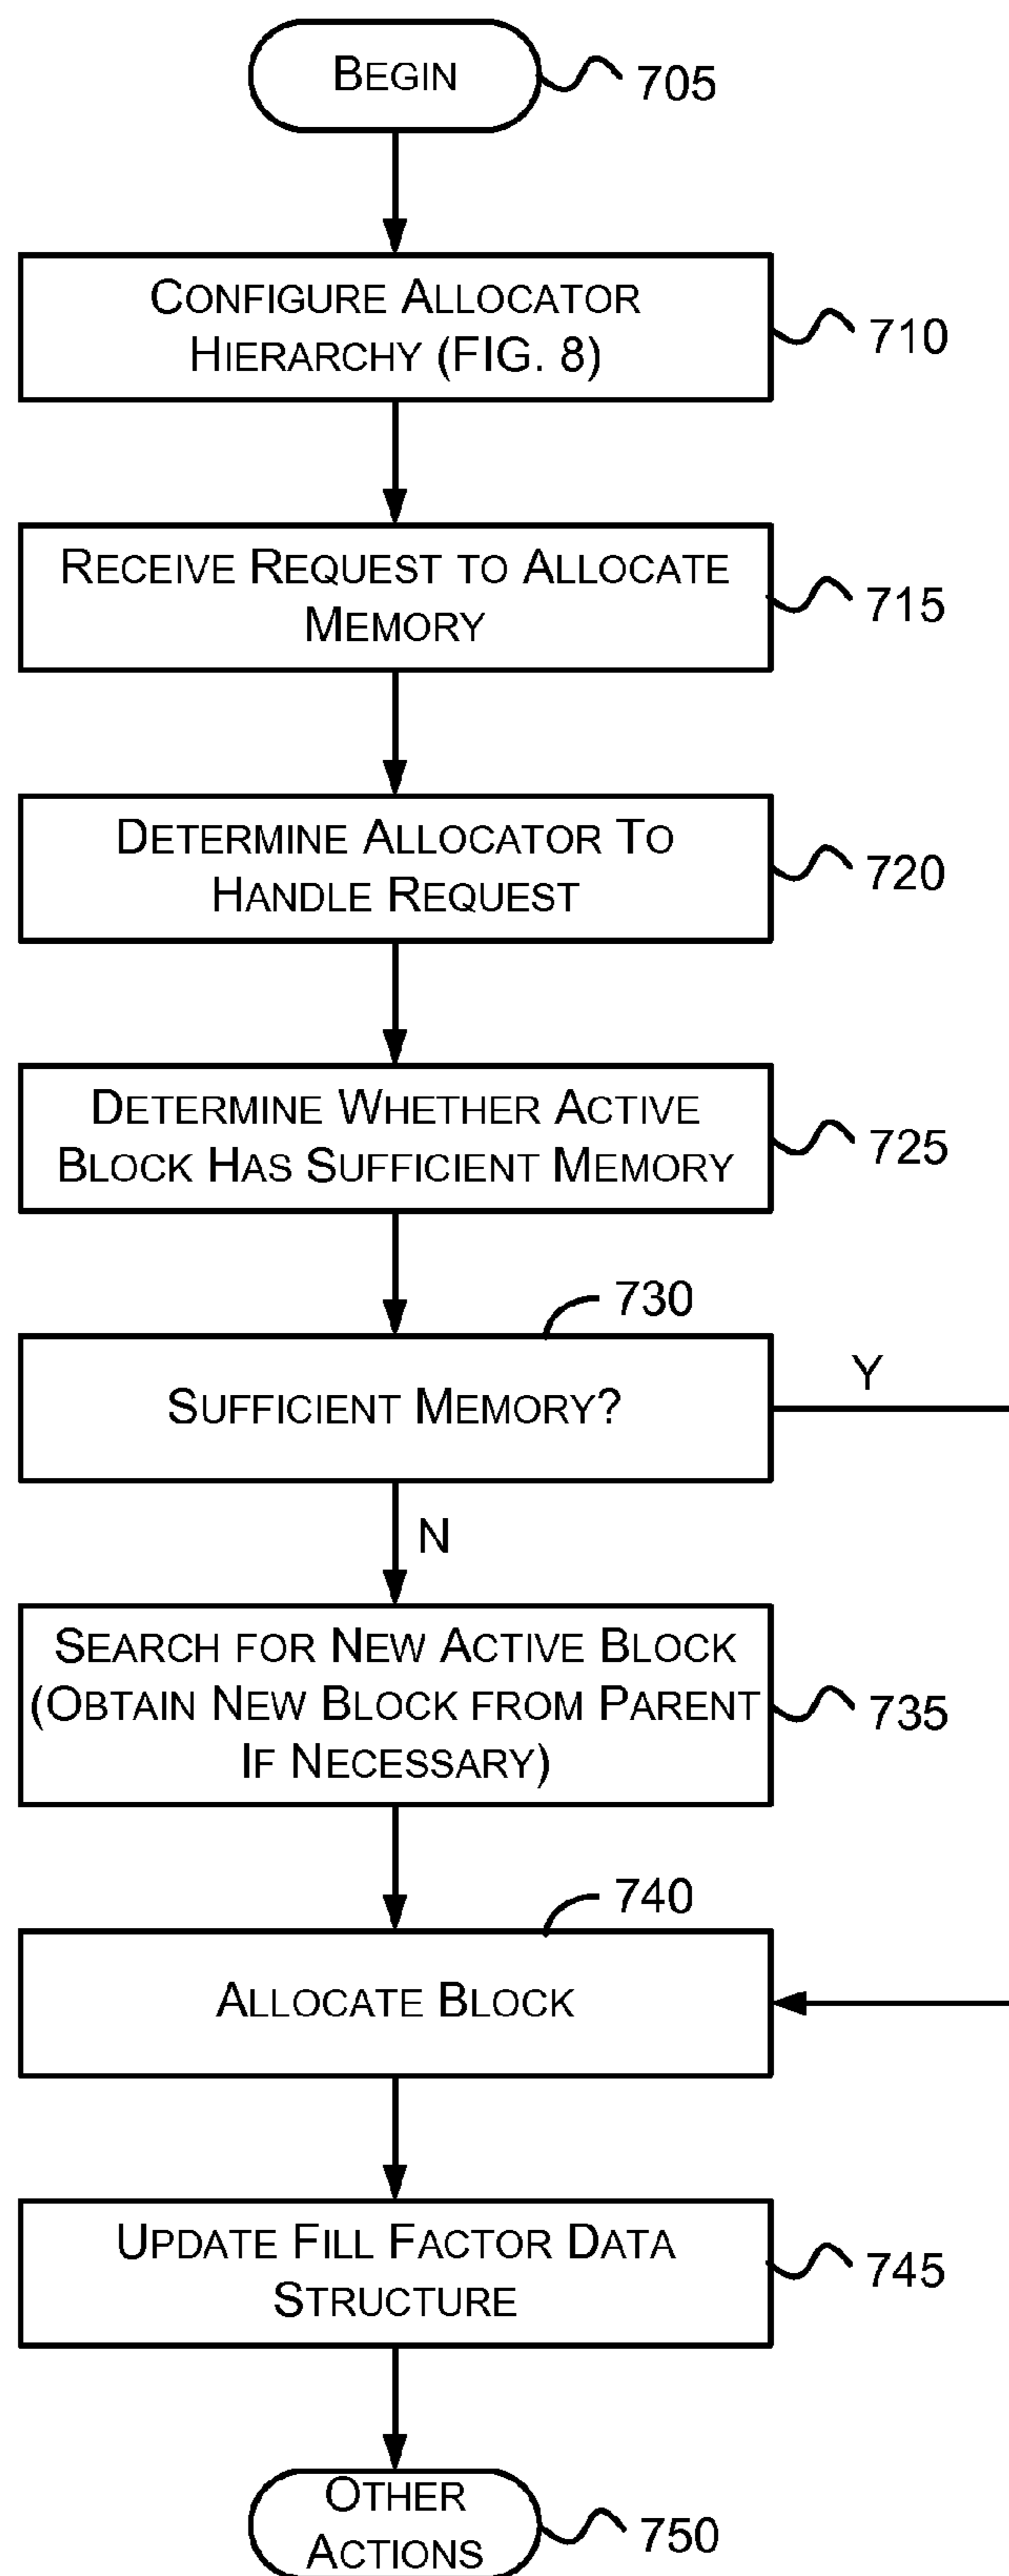 BEGIN
705
CONFIGURE ALLOCATOR
HIERARCHY (FIG. 8)
710
RECEIVE REQUEST TO ALLOCATE
MEMORY
715
DETERMINE ALLOCATOR TO
HANDLE REQUEST
720
DETERMINE WHETHER ACTIVE
BLOCK HAS SUFFICIENT MEMORY
725
730
SUFFICIENT MEMORY?
Y
N
SEARCH FOR NEW ACTIVE BLOCK
(OBTAIN NEW BLOCK FROM PARENT
IF NECESSARY)
735
740
ALLOCATE BLOCK
UPDATE FILL FACTOR DATA
STRUCTURE
745
OTHER
ACTIONS
750